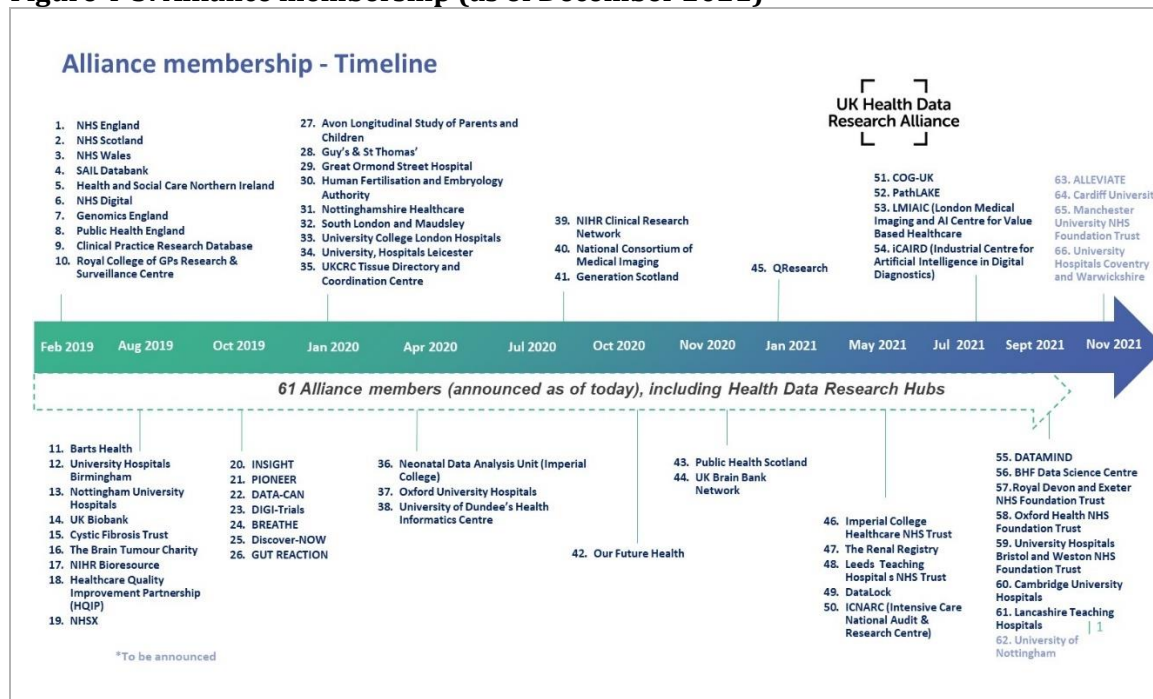 Alliance membership - Timeline
UK Health Data
Research Alliance
1. NHS England
2. NHS Scotland
3. NHS Wales
4. SAIL Databank
5. Health and Social Care Northern Ireland
6. NHS Digital
7. Genomics England
8. Public Health England
9. Clinical Practice Research Database
10. Royal College of GPs Research &
Surveillance Centre
27. Avon Longitudinal Study of Parents and
Children
28. Guy's & St Thomas'
29. Great Ormond Street Hospital
30. Human Fertilisation and Embryology
Authority
31. Nottinghamshire Healthcare
32. South London and Maudsley
33. University College London Hospitals
34. University, Hospitals Leicester
35. UKCRC Tissue Directory and
Coordination Centre
39. NIHR Clinical Research
Network
40. National Consortium of
Medical Imaging
41. Generation Scotland
45. QResearch
51. COG-UK
52. PathLAKE
53. LMIAIC (London Medical
Imaging and AI Centre for Value
Based Healthcare
54. iCAIRD (Industrial Centre for
Artificial Intelligence in Digital
Diagnostics)
63. ALLEVIATE
64. Cardiff Universit
65. Manchester
University NHS
Foundation Trust
66. University
Hospitals Coventry
and Warwickshire
Feb 2019 Aug 2019 Oct 2019 Jan 2020 Apr 2020 Jul 2020 Oct 2020 Nov 2020 Jan 2021 May 2021 Jul 2021 Sept 2021 Nov 2021
61 Alliance members (announced as of today), including Health Data Research Hubs
11. Barts Health
12. University Hospitals
Birmingham
13. Nottingham University
Hospitals
14. UK Biobank
15. Cystic Fibrosis Trust
16. The Brain Tumour Charity
17. NIHR Bioresource
18. Healthcare Quality
Improvement Partnership
(HQIP)
19. NHSX
20. INSIGHT
21. PIONEER
22. DATA-CAN
23. DIGI-Trials
24. BREATHE
25. Discover-NOW
26. GUT REACTION
36. Neonatal Data Analysis Unit (Imperial
College)
37. Oxford University Hospitals
38. University of Dundee's Health
Informatics Centre
42. Our Future Health
43. Public Health Scotland
44. UK Brain Bank
Network
46. Imperial College
Healthcare NHS Trust
47. The Renal Registry
48. Leeds Teaching
Hospital s NHS Trust
49. DataLock
50. ICNARC (Intensive Care
National Audit &
Research Centre)
55. DATAMIND
56. BHF Data Science Centre
57. Royal Devon and Exeter
NHS Foundation Trust
58. Oxford Health NHS
Foundation Trust
59. University Hospitals
Bristol and Weston NHS
Foundation Trust
60. Cambridge University
Hospitals
61. Lancashire Teaching
Hospitals
| 1
62. University of
Nottingham
*To be announced